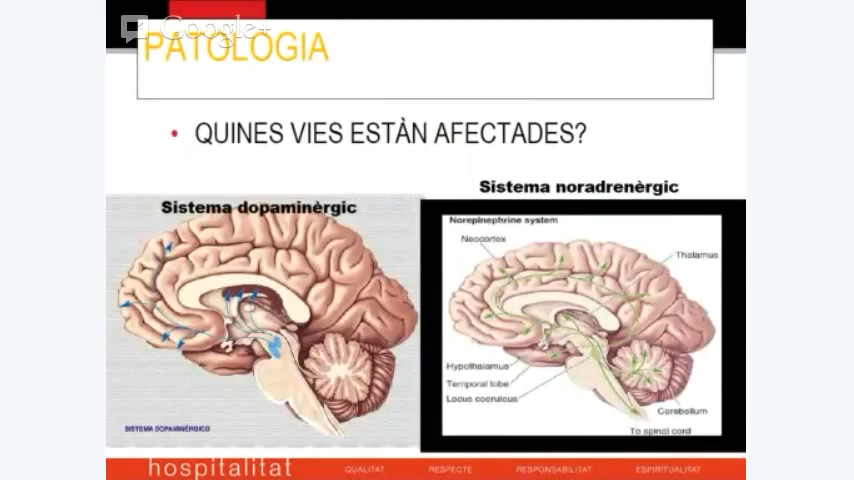 Google+
PATOLOGIA
• QUINES VIES ESTÀN AFECTADES?
Sistema dopaminèrgic
Sistema noradrenèrgic
Norepinephrine system
Neocortex
Thalamus
Hypothalamus
Temporal lobe
Locus coeruleus
Cerebellum
To spinal cord
SISTEMA DOPAMINÉRGICO
hospitalitat QUALITAT RESPECTE RESPONSABILITAT ESPIRITUALITAT